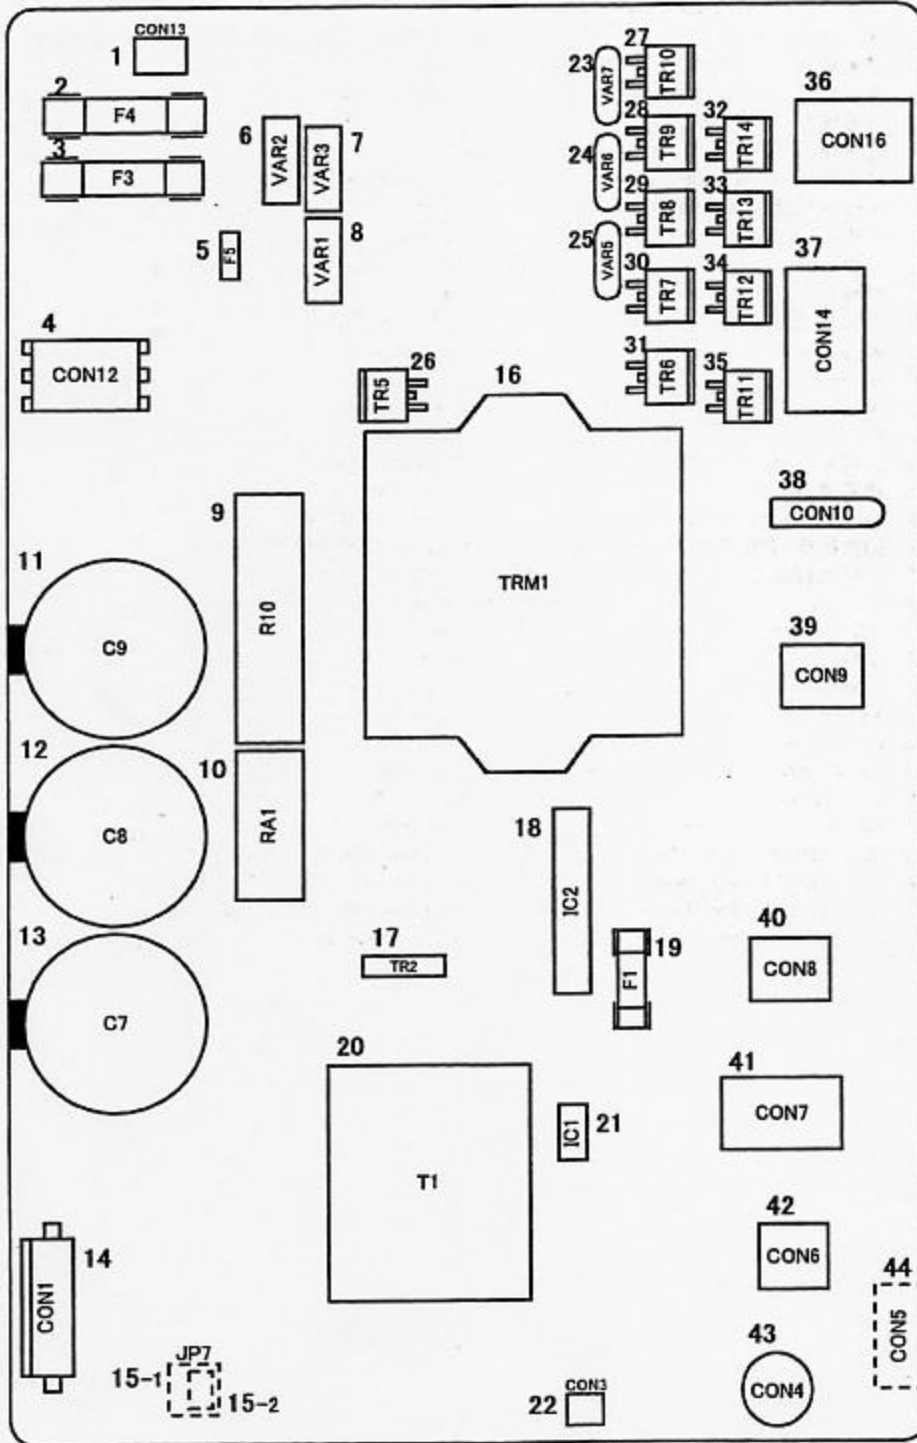 CON13
1
2
F4
3
F3
6
VAR2
7
VAR3
5
F5
8
VAR1
4
CON12
23
VAR7
24
VAR6
25
VAR5
27
TR10
28
TR9
29
TR8
30
TR7
31
TR6
32
TR14
33
TR13
34
TR12
35
TR11
36
CON16
37
CON14
26
TR5
16
TRM1
38
CON10
39
CON9
9
R10
10
RA1
11
C9
12
C8
13
C7
17
TR2
18
IC2
19
F1
40
CON8
20
T1
21
IC1
41
CON7
42
CON6
14
CON1
JP7
15-1
15-2
22
CON3
43
CON4
44
CON5